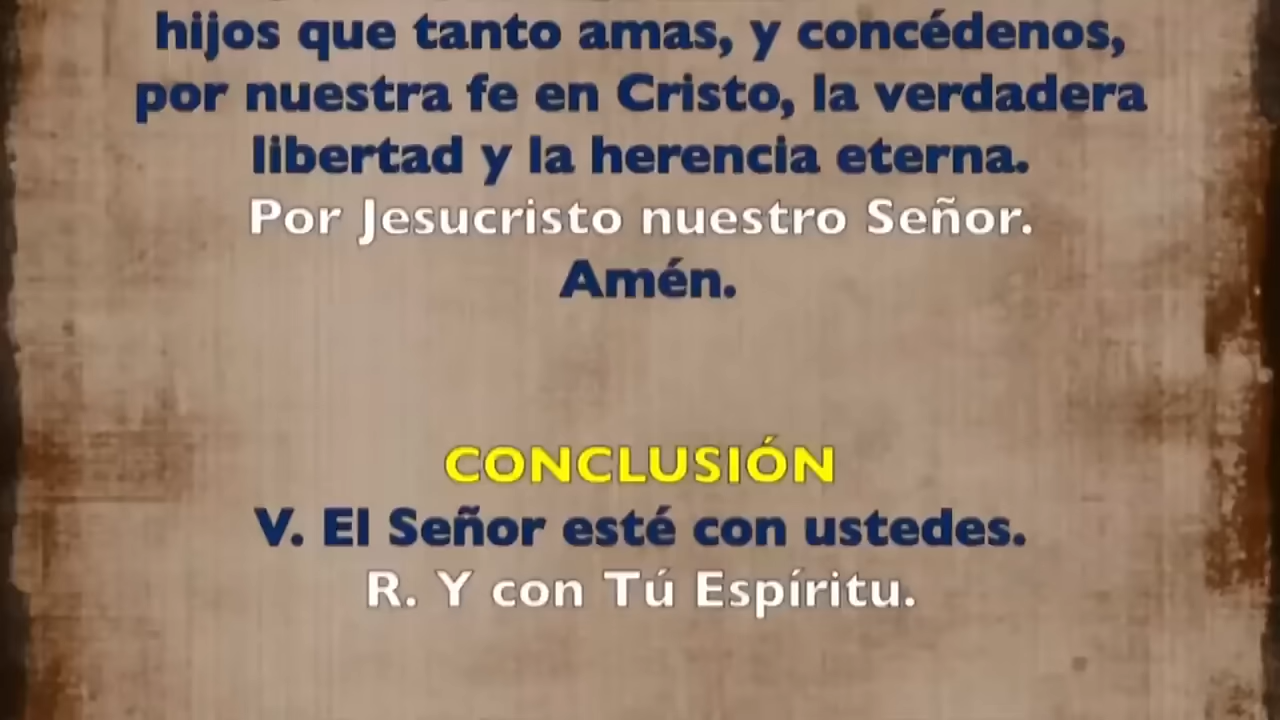 hijos que tanto amas, y concédenos,
por nuestra fe en Cristo, la verdadera
libertad y la herencia eterna.
Por Jesucristo nuestro Señor.
Amén.
CONCLUSIÓN
V. El Señor esté con ustedes.
R. Y con Tú Espíritu.